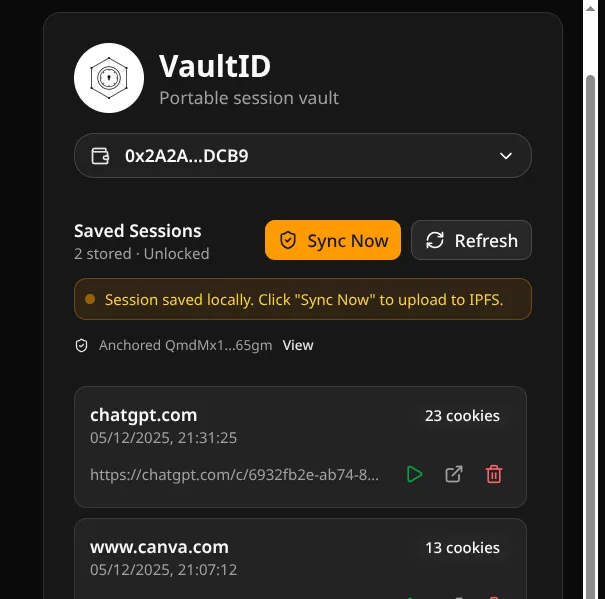 VaultID
Portable session vault
0x2A2A...DCB9
Saved Sessions
2 stored · Unlocked
Sync Now
Refresh
Session saved locally. Click "Sync Now" to upload to IPFS.
Anchored QmdMx1...65gm View
chatgpt.com
23 cookies
05/12/2025, 21:31:25
https://chatgpt.com/c/6932fb2e-ab74-8...
www.canva.com
13 cookies
05/12/2025, 21:07:12